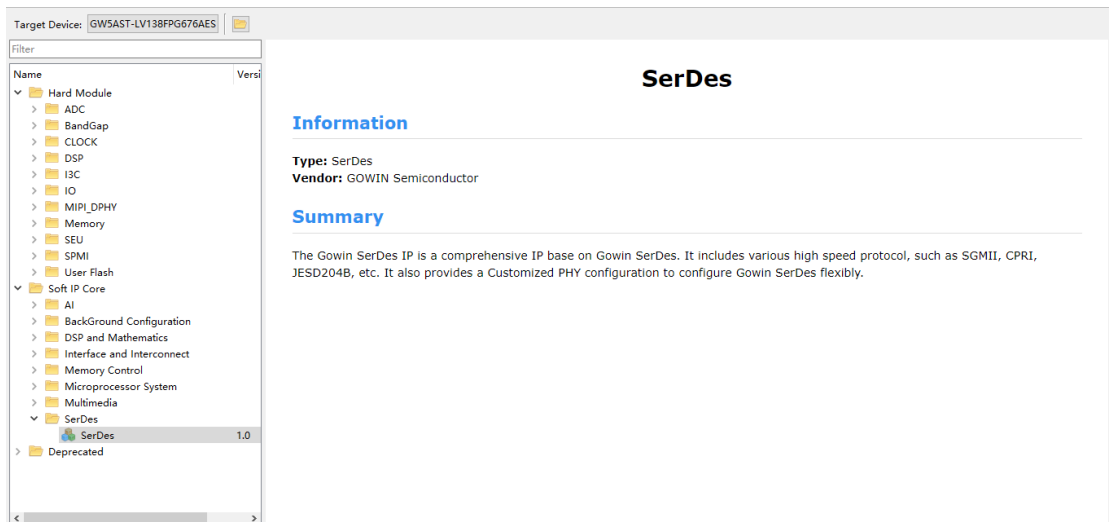 Target Device: GW5AST-LV138FPG676AES
Filter
Name Versi
Hard Module
ADC
BandGap
CLOCK
DSP
I3C
IO
MIPI_DPHY
Memory
SEU
SPMI
User Flash
Soft IP Core
AI
BackGround Configuration
DSP and Mathematics
Interface and Interconnect
Memory Control
Microprocessor System
Multimedia
SerDes
SerDes 1.0
Deprecated
SerDes
Information
Type: SerDes
Vendor: GOWIN Semiconductor
Summary
The Gowin SerDes IP is a comprehensive IP base on Gowin SerDes. It includes various high speed protocol, such as SGMII, CPRI,
JESD204B, etc. It also provides a Customized PHY configuration to configure Gowin SerDes flexibly.